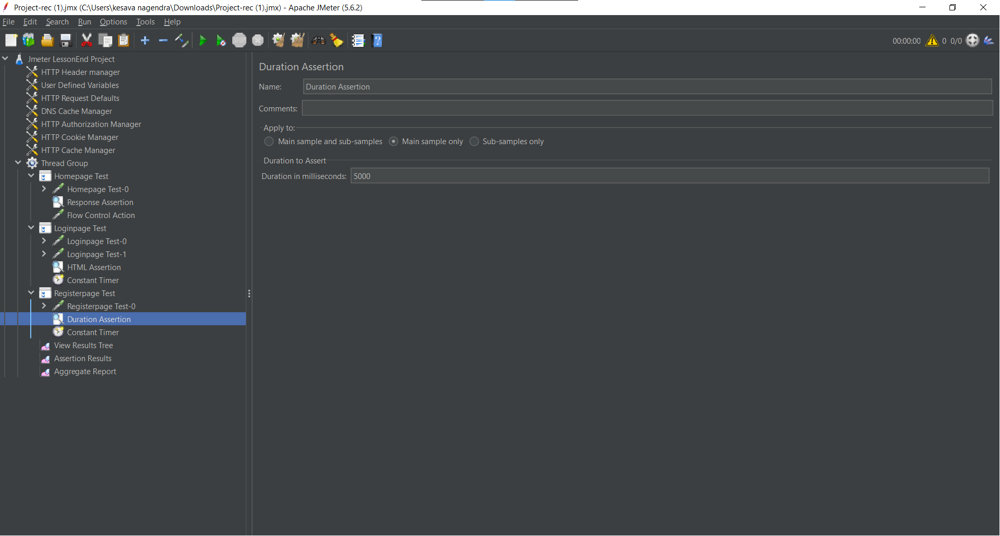 Project-rec (1).jmx (C:\Users\kesava nagendra\Downloads\Project-rec (1).jmx) - Apache JMeter (5.6.2)
File Edit Search Run Options Tools Help
STOP
00:00:00 0 0/0
Jmeter LessonEnd Project
HTTP Header manager
User Defined Variables
HTTP Request Defaults
DNS Cache Manager
HTTP Authorization Manager
HTTP Cookie Manager
HTTP Cache Manager
Thread Group
Homepage Test
Homepage Test-0
Response Assertion
Flow Control Action
Loginpage Test
Loginpage Test-0
Loginpage Test-1
HTML Assertion
Constant Timer
Registerpage Test
Registerpage Test-0
Duration Assertion
Constant Timer
View Results Tree
Assertion Results
Aggregate Report
Duration Assertion
Name: Duration Assertion
Comments:
Apply to:
Main sample and sub-samples Main sample only Sub-samples only
Duration to Assert
Duration in milliseconds: 5000